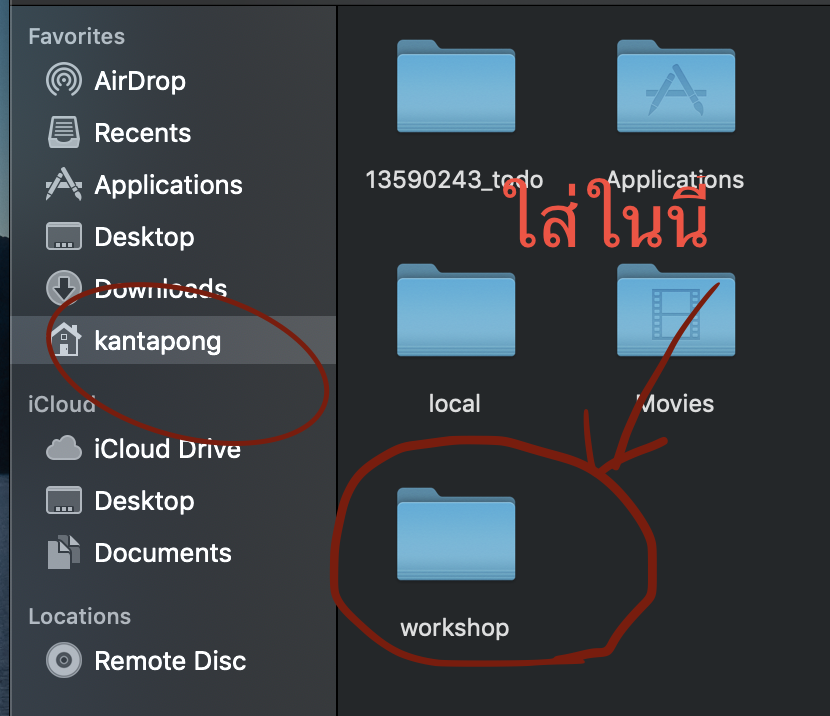 Favorites
AirDrop
Recents
Applications
Desktop
Downloads
kantapong
iCloud
iCloud Drive
Desktop
Documents
Locations
Remote Disc
13590243_todo
Applications
ใส่ในนี้
local
Movies
workshop